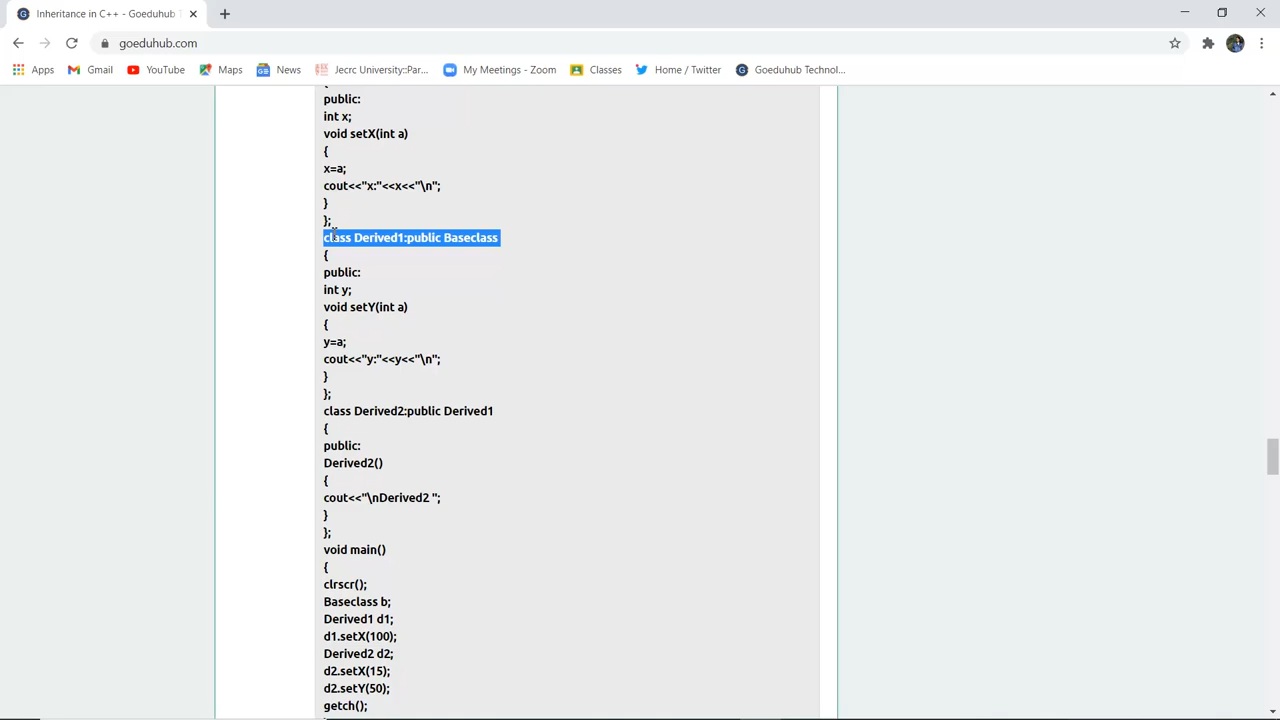 Inheritance in C++ - Goeduhub
goeduhub.com
Apps Gmail YouTube Maps News Jecrc University::Par... My Meetings - Zoom Classes Home / Twitter Goeduhub Technol...
{
public:
int x;
void setX(int a)
{
x=a;
cout<<"x:"<<x<<"\n";
}
};
class Derived1:public Baseclass
{
public:
int y;
void setY(int a)
{
y=a;
cout<<"y:"<<y<<"\n";
}
};
class Derived2:public Derived1
{
public:
Derived2()
{
cout<<"\nDerived2 ";
}
};
void main()
{
clrscr();
Baseclass b;
Derived1 d1;
d1.setX(100);
Derived2 d2;
d2.setX(15);
d2.setY(50);
getch();